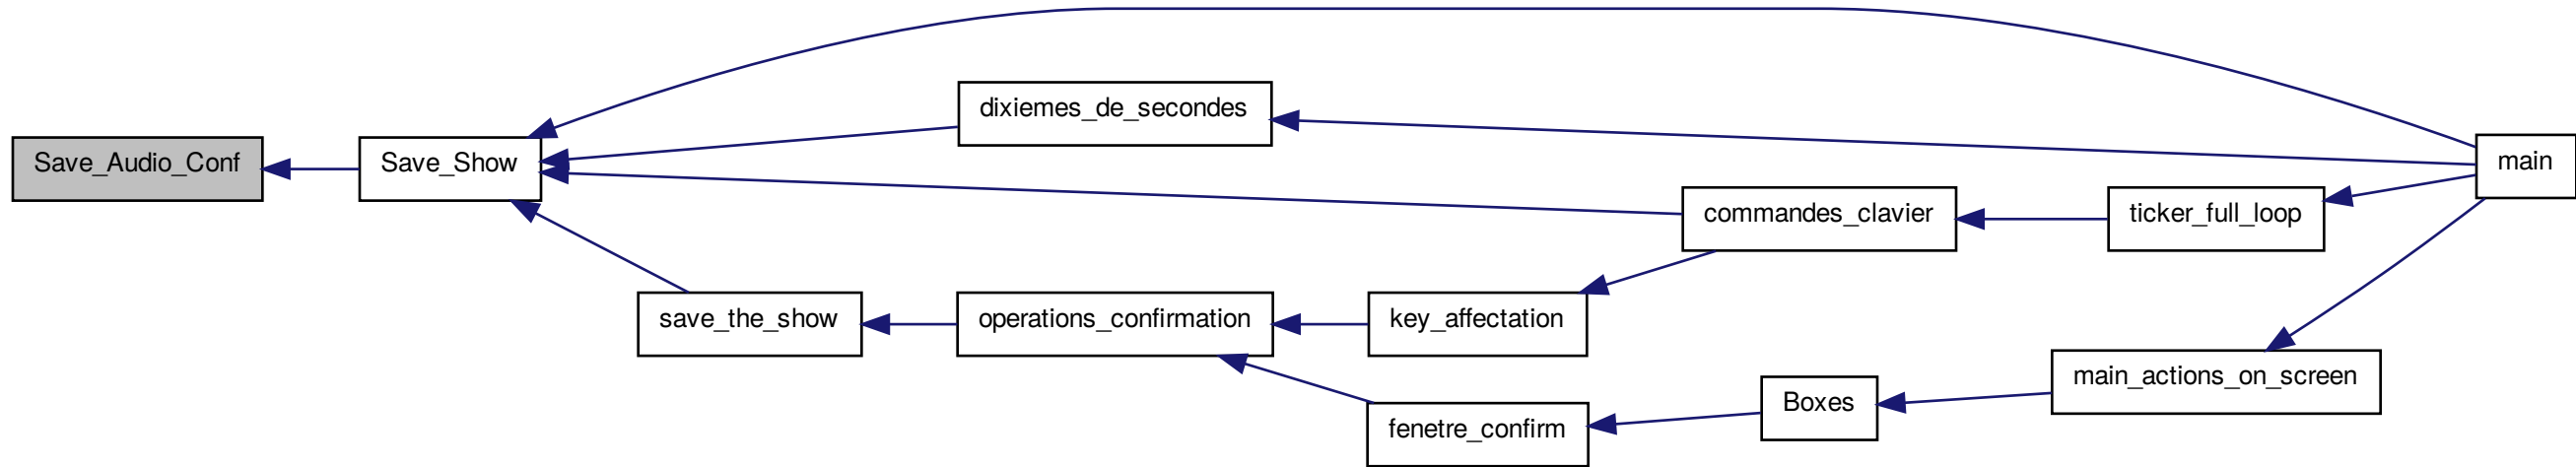 Save_Audio_Conf
Save_Show
dixiemes_de_secondes
main
commandes_clavier
ticker_full_loop
save_the_show
operations_confirmation
key_affectation
main_actions_on_screen
Boxes
fenetre_confirm